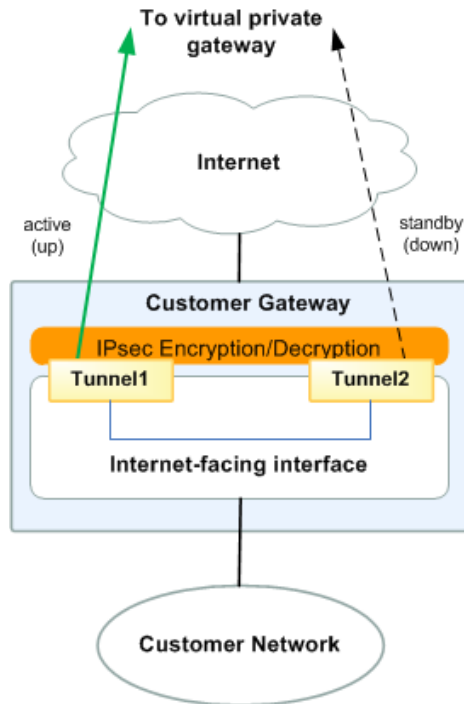 To virtual private
gateway
Internet
active
(up)
standby
(down)
Customer Gateway
IPsec Encryption/Decryption
Tunnel1
Tunnel2
Internet-facing interface
Customer Network